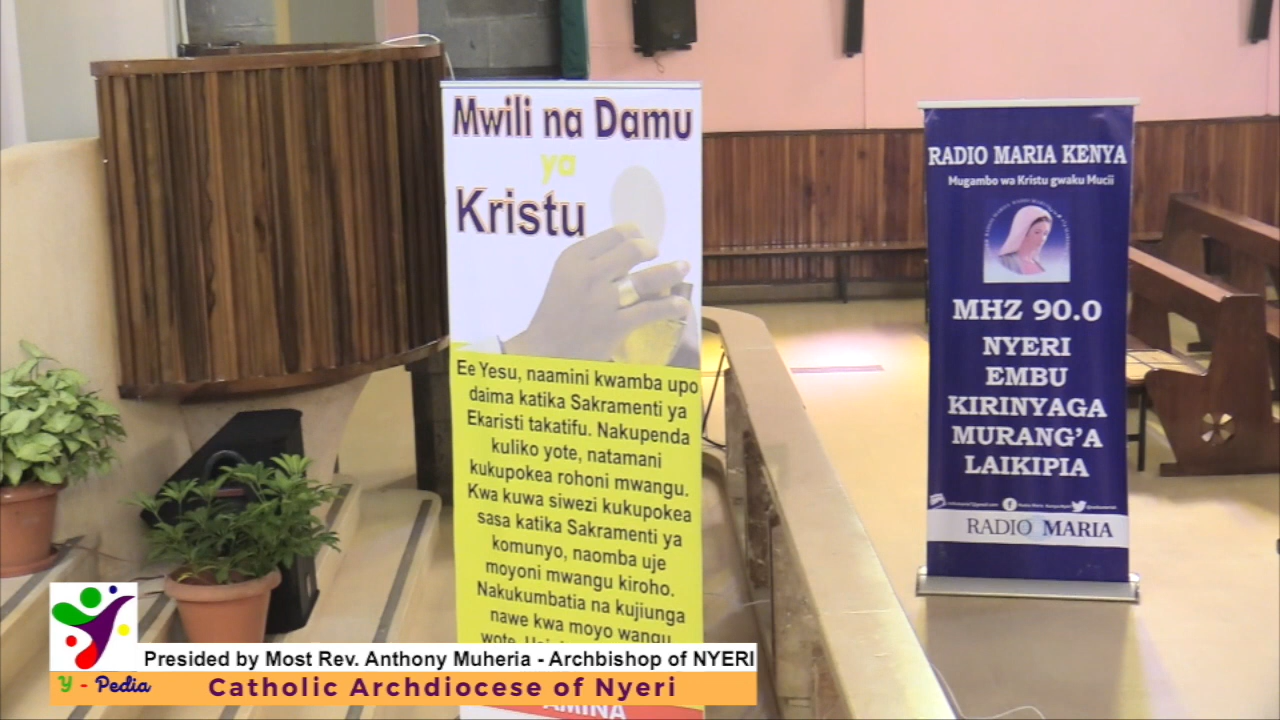 Mwili na Damu
ya
Kristu
Ee Yesu, naamini kwamba upo
daima katika Sakramenti ya
Ekaristi takatifu. Nakupenda
kuliko yote, natamani
kukupokea rohoni mwangu.
Kwa kuwa siwezi kukupokea
sasa katika Sakramenti ya
komunyo, naomba uje
moyoni mwangu kiroho.
Nakukumbatia na kujiunga
nawe kwa moyo wangu
wote.
AMINA
RADIO MARIA KENYA
Mugambo wa Kristu gwaku Mucii
MHZ 90.0
NYERI
EMBU
KIRINYAGA
MURANG'A
LAIKIPIA
RADIO MARIA
Presided by Most Rev. Anthony Muheria - Archbishop of NYERI
Y - Pedia
Catholic Archdiocese of Nyeri